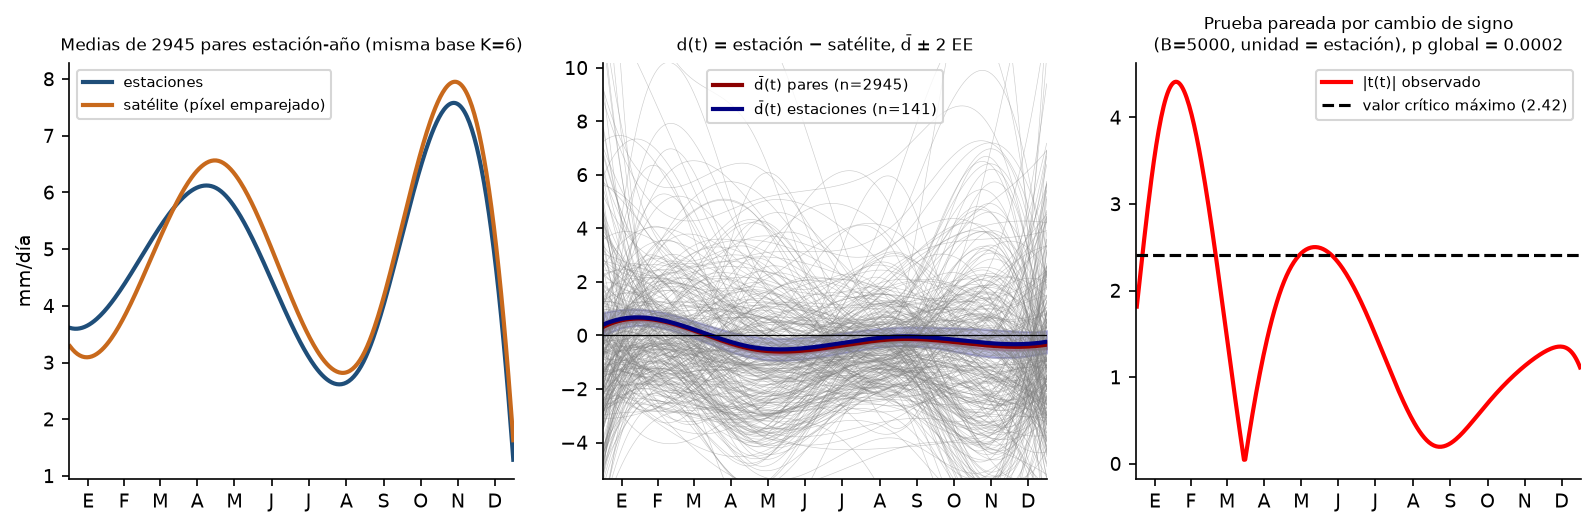 Medias de 2945 pares estación-año (misma base K=6)
estaciones
satélite (píxel emparejado)
mm/día
8
7
6
5
4
3
2
1
E F M A M J J A S O N D
d(t) = estación − satélite, d̄ ± 2 EE
d̄(t) pares (n=2945)
d̄(t) estaciones (n=141)
10
8
6
4
2
0
−2
−4
E F M A M J J A S O N D
Prueba pareada por cambio de signo
(B=5000, unidad = estación), p global = 0.0002
|t(t)| observado
valor crítico máximo (2.42)
4
3
2
1
0
E F M A M J J A S O N D